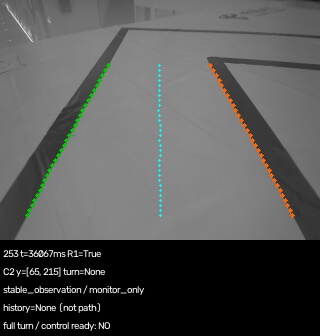 253 t=36067ms R1=True
C2 y=[65, 215] turn=None
stable_observation / monitor_only
history=None (not path)
full turn / control ready: NO